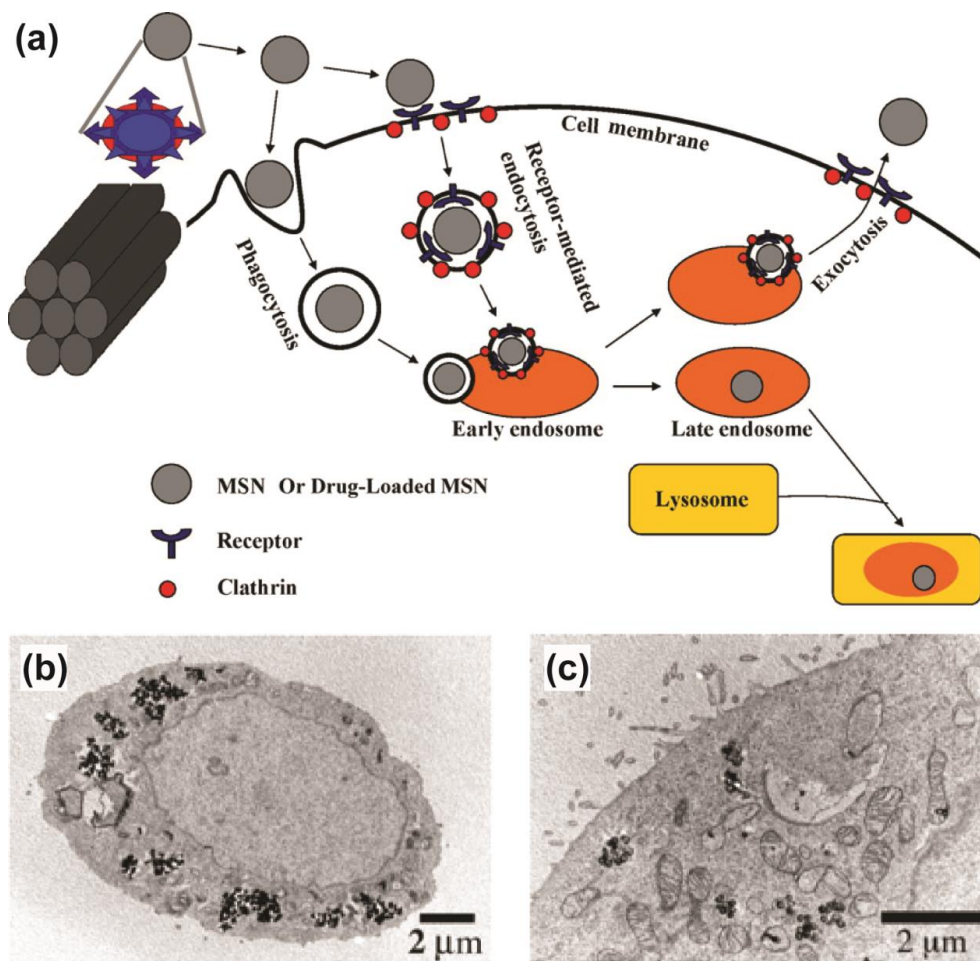 (a)
Cell membrane
Receptor-mediated
endocytosis
Exocytosis
Phagocytosis
Early endosome
Late endosome
MSN Or Drug-Loaded MSN
Lysosome
Receptor
Clathrin
(b)
2 μm
(c)
2 μm